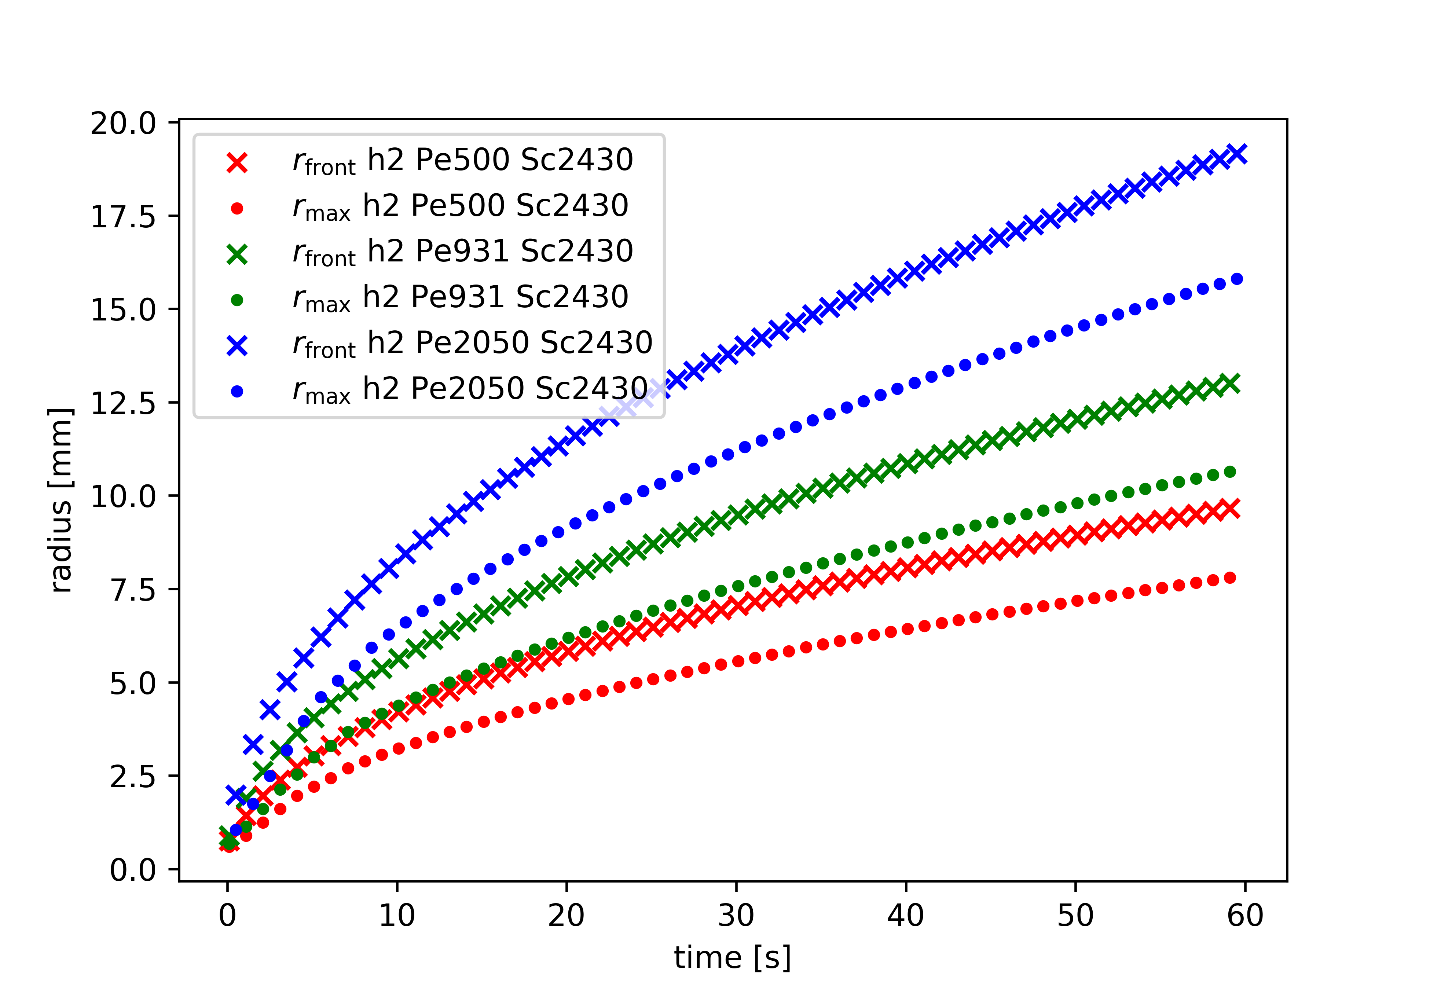 20.0
17.5
15.0
12.5
10.0
7.5
5.0
2.5
0.0
radius [mm]
r_front h2 Pe500 Sc2430
r_max h2 Pe500 Sc2430
r_front h2 Pe931 Sc2430
r_max h2 Pe931 Sc2430
r_front h2 Pe2050 Sc2430
r_max h2 Pe2050 Sc2430
0 10 20 30 40 50 60
time [s]